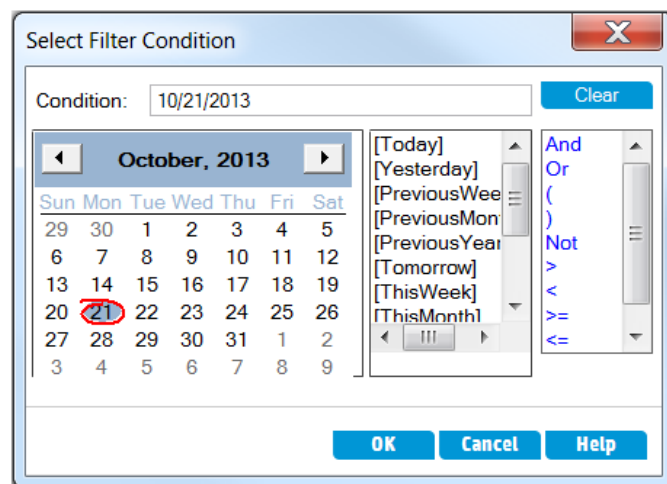 Select Filter Condition
X
Condition: 10/21/2013 Clear
October, 2013
Sun Mon Tue Wed Thu Fri Sat
29 30 1 2 3 4 5
6 7 8 9 10 11 12
13 14 15 16 17 18 19
20 21 22 23 24 25 26
27 28 29 30 31 1 2
3 4 5 6 7 8 9
[Today]
[Yesterday]
[PreviousWee
[PreviousMon
[PreviousYear
[Tomorrow]
[ThisWeek]
[ThisMonth]
And
Or
(
)
Not
>
<
>=
<=
OK Cancel Help